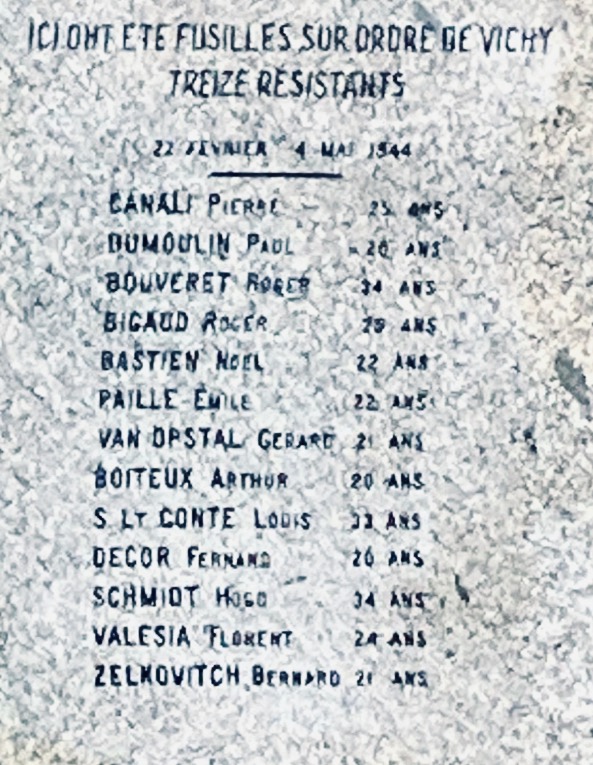 ICI ONT ETE FUSILLES SUR ORDRE DE VICHY
TREIZE RESISTANTS
22 FEVRIER 4 MAI 1944
CANALI PIERRE 25 ANS
DUMOULIN PAUL 20 ANS
BOUVERET ROGER 34 ANS
BIGAUD ROGER ANS
BASTIEN NOEL 22 ANS
PAILLE EMILE 22 ANS
VAN OPSTAL GERARD 21 ANS
BOITEUX ARTHUR 20 ANS
S LT CONTE LOUIS 33 ANS
DECOR FERNAND 26 ANS
SCHMIDT HUGO 34 ANS
VALESIA FLORENT 24 ANS
ZELKOVITCH BERNARD 21 ANS